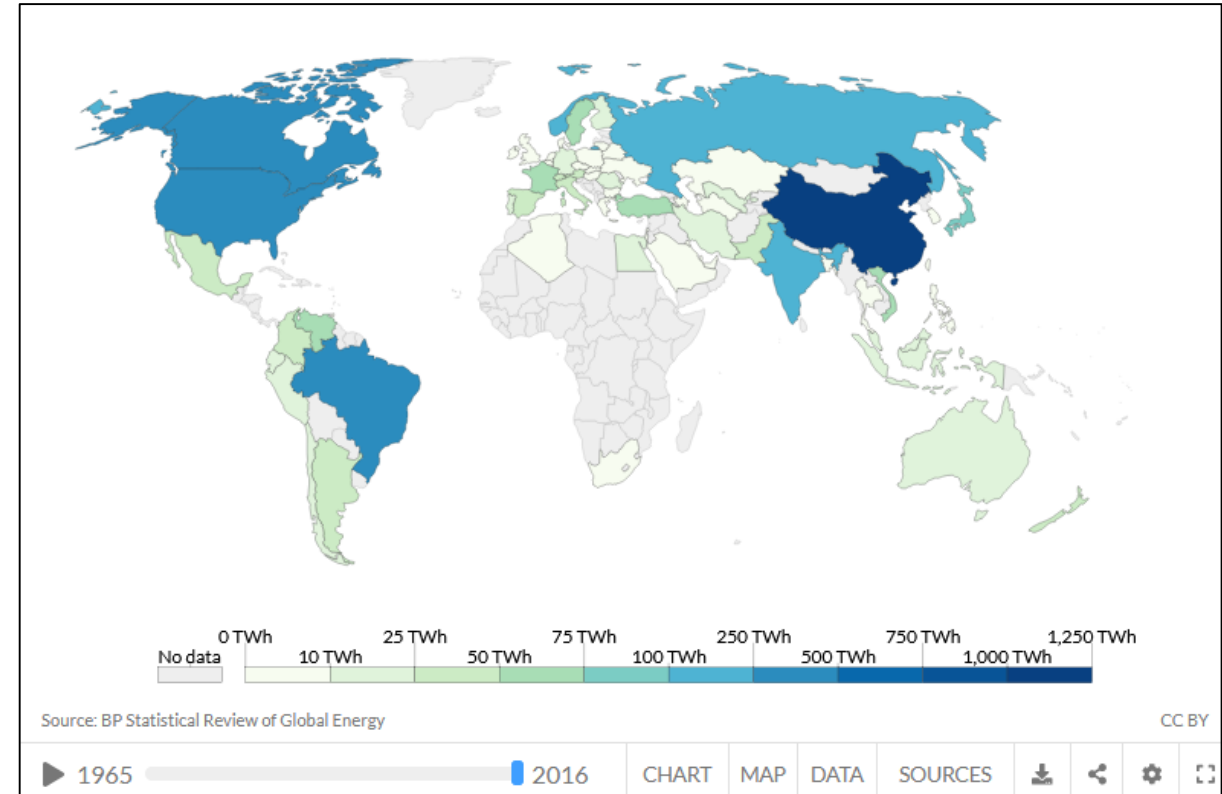 0 TWh 25 TWh 75 TWh 250 TWh 750 TWh 1,250 TWh
No data 10 TWh 50 TWh 100 TWh 500 TWh 1,000 TWh
Source: BP Statistical Review of Global Energy CC BY
1965 2016 CHART MAP DATA SOURCES